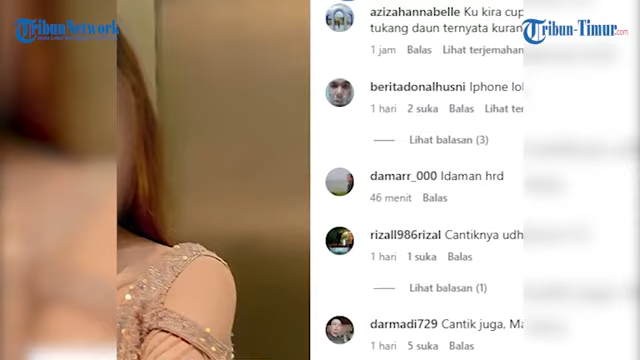 TribunNetwork
Tribun-Timur.com
azizahannabelle Ku kira cup
tukang daun ternyata kuran
1 jam Balas Lihat terjemahan
beritadonalhusni Iphone lo
1 hari 2 suka Balas Lihat te
Lihat balasan (3)
damarr_000 Idaman hrd
46 menit Balas
rizall986rizal Cantiknya udh
1 hari 1 suka Balas
Lihat balasan (1)
darmadi729 Cantik juga, Ma
1 hari 5 suka Balas